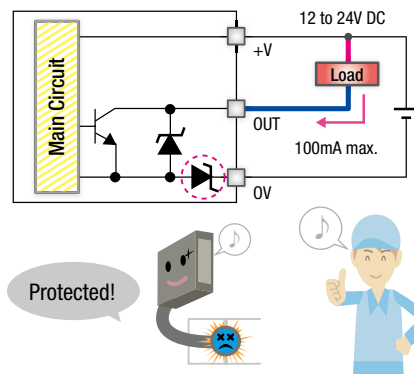 12 to 24V DC
+V
Main Circuit
Load
OUT
100mA max.
0V
Protected!